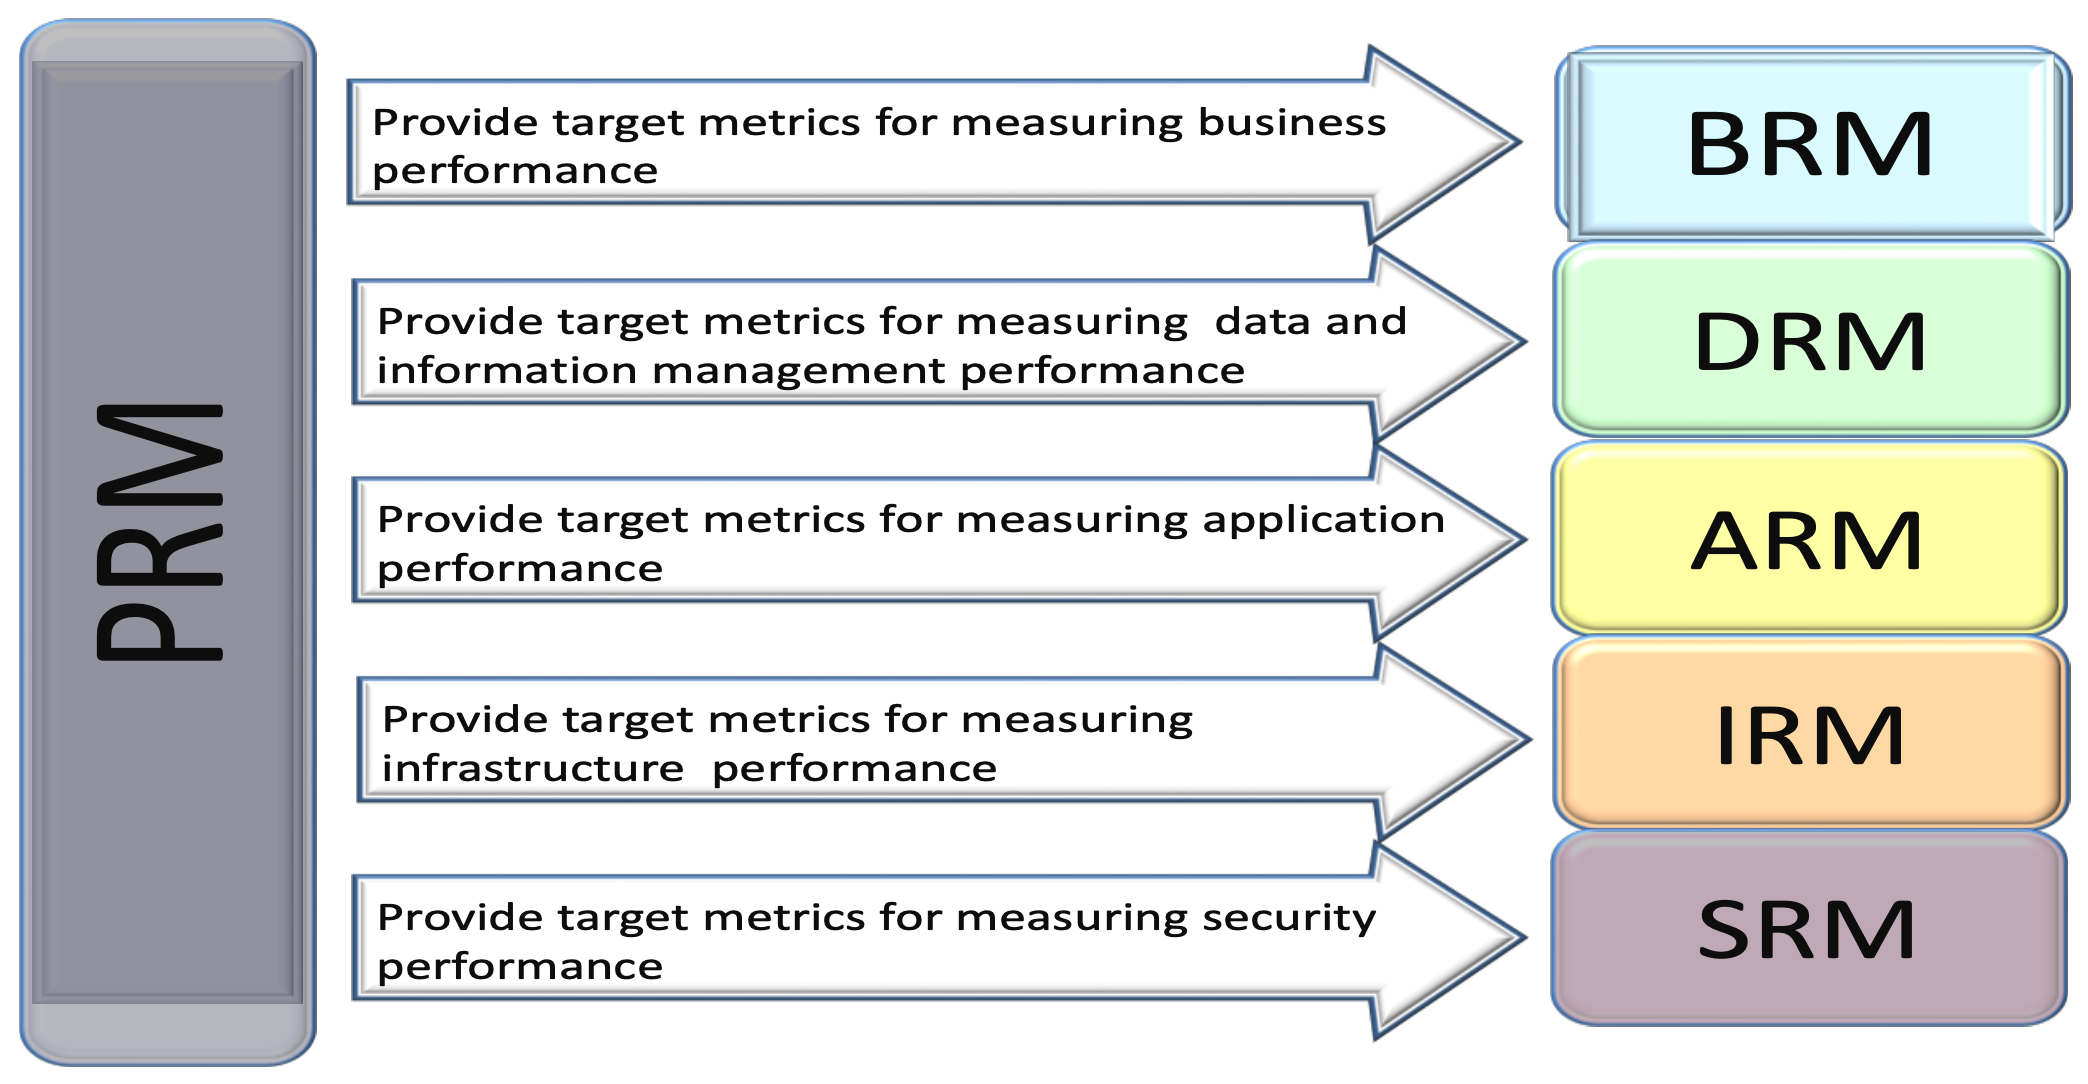 PRM
Provide target metrics for measuring business
performance
BRM
Provide target metrics for measuring  data and
information management performance
DRM
Provide target metrics for measuring application
performance
ARM
Provide target metrics for measuring
infrastructure  performance
IRM
Provide target metrics for measuring security
performance
SRM